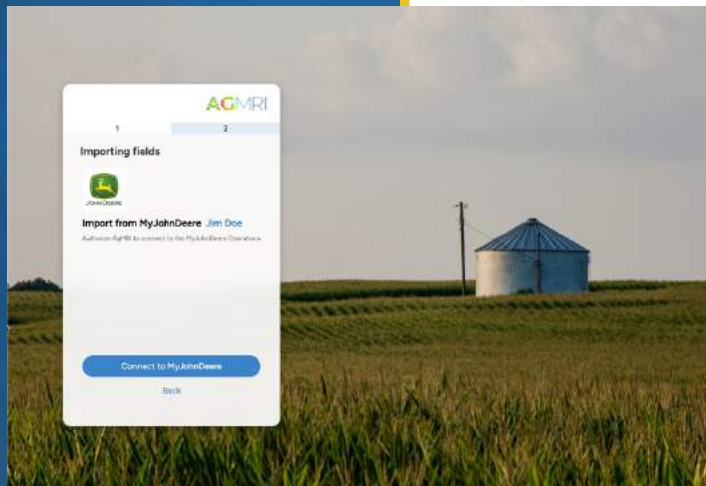 AGMRI
1 2
Importing fields
JOHN DEERE
Import from MyJohnDeere Jim Doe
Authorize AgMRI to connect to the MyJohnDeere Operations
Connect to MyJohnDeere
Back